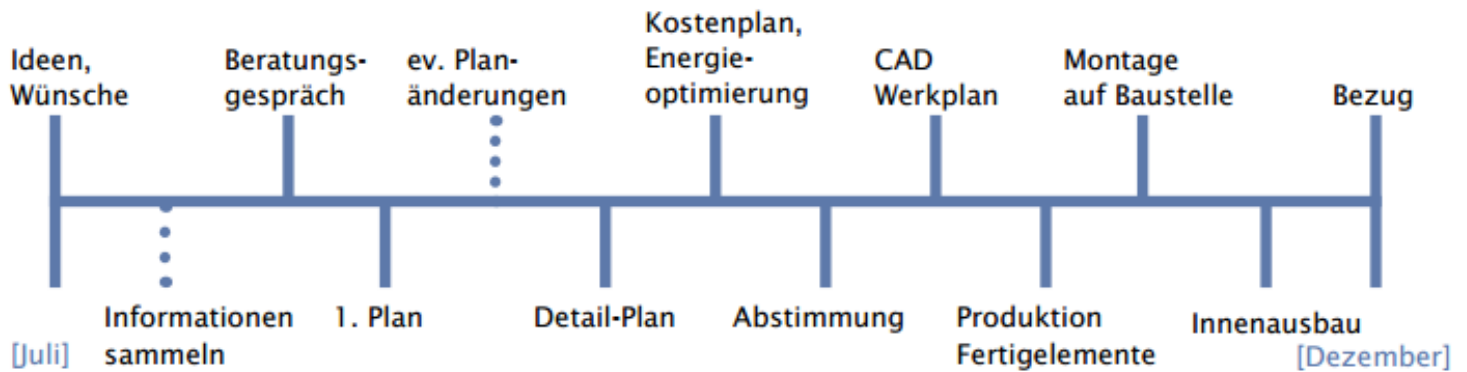 Ideen,
Wünsche
Beratungs-
gespräch
ev. Plan-
änderungen
Kostenplan,
Energie-
optimierung
CAD
Werkplan
Montage
auf Baustelle
Bezug
[Juli]
Informationen
sammeln
1. Plan
Detail-Plan
Abstimmung
Produktion
Fertigelemente
Innenausbau
[Dezember]